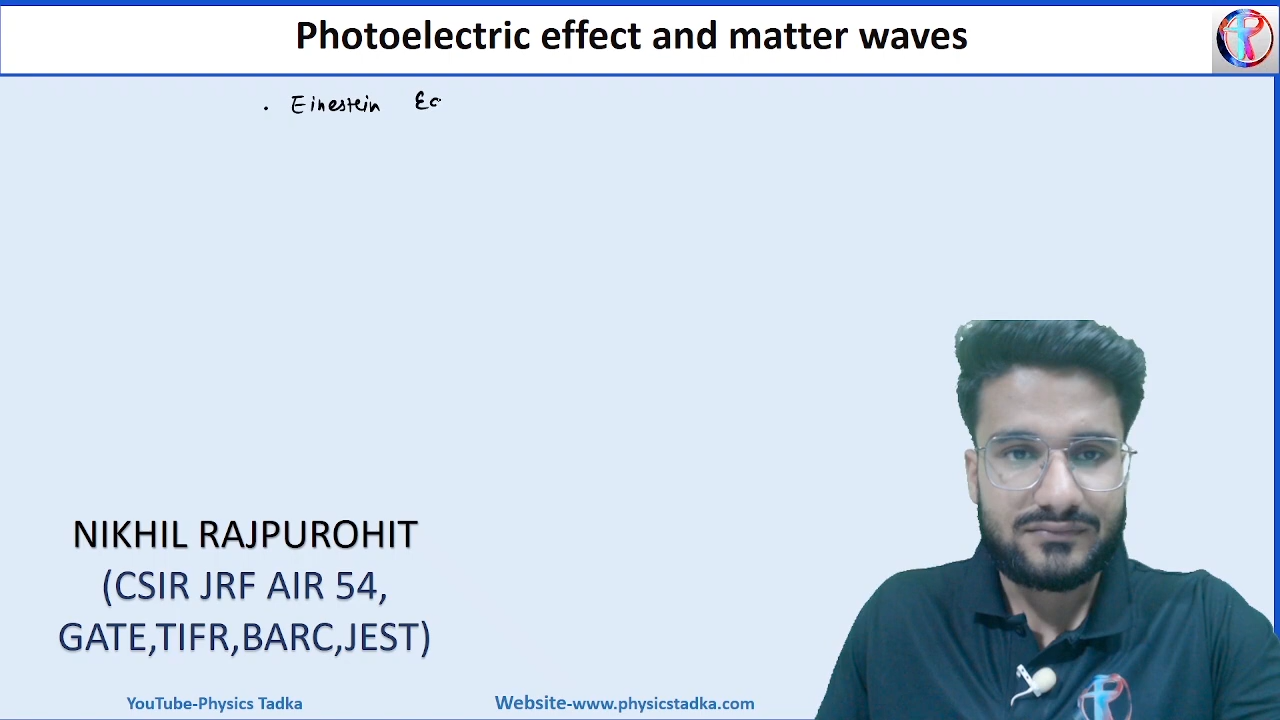 Photoelectric effect and matter waves
. Einestein Eq
NIKHIL RAJPUROHIT
(CSIR JRF AIR 54,
GATE,TIFR,BARC,JEST)
YouTube-Physics Tadka
Website-www.physicstadka.com